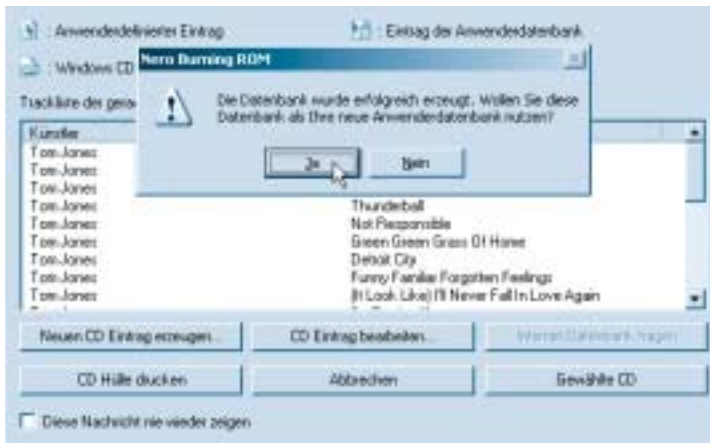 : Anwenderdefinierter Eintrag
: Eintrag der Anwenderdatenbank
: Windows CD
Nero Burning ROM
Trackliste der gerad
Die Datenbank wurde erfolgreich erzeugt. Wollen Sie diese
Datenbank als Ihre neue Anwenderdatenbank nutzen?
Ja
Nein
Künstler
Tom Jones
Tom Jones
Tom Jones
Tom Jones Thunderball
Tom Jones Not Responsible
Tom Jones Green Green Grass Of Home
Tom Jones Detroit City
Tom Jones Funny Familiar Forgotten Feelings
Tom Jones (It Look Like) I'll Never Fall In Love Again
Neuen CD Eintrag erzeugen...
CD Eintrag bearbeiten...
Internet Datenbank fragen
CD Hülle drucken
Abbrechen
Gewählte CD
Diese Nachricht nie wieder zeigen